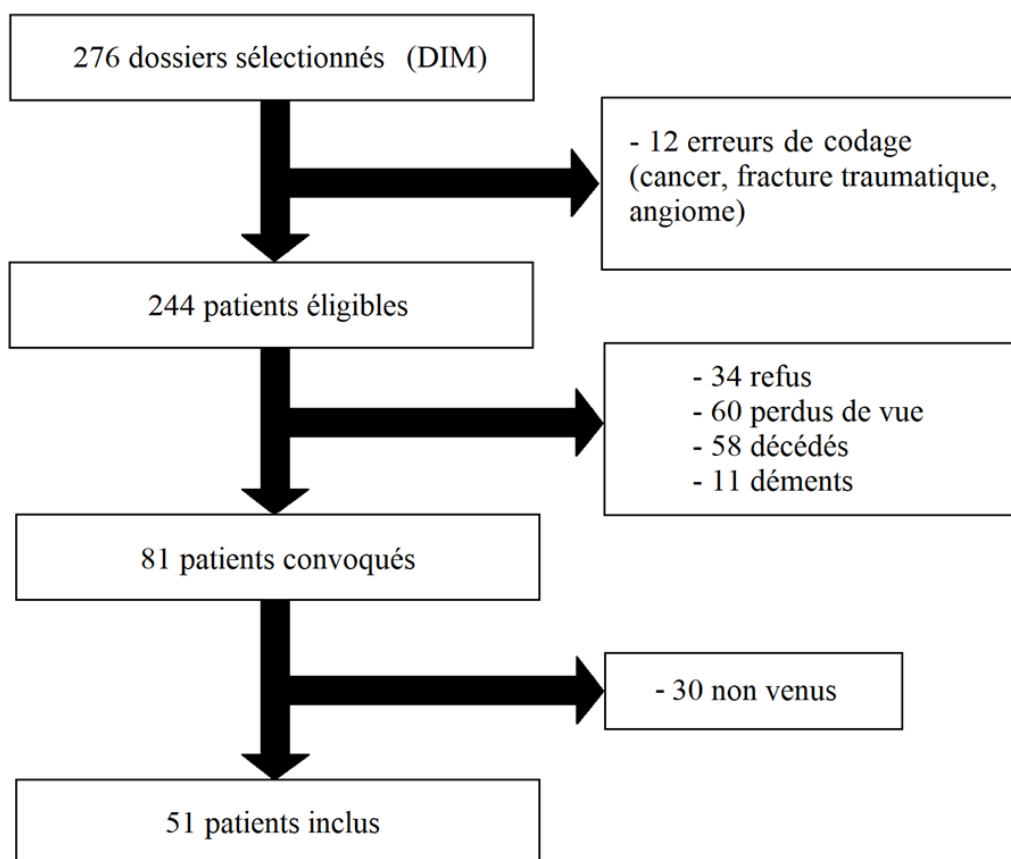 276 dossiers sélectionnés (DIM)
- 12 erreurs de codage
(cancer, fracture traumatique,
angiome)
244 patients éligibles
- 34 refus
- 60 perdus de vue
- 58 décédés
- 11 déments
81 patients convoqués
- 30 non venus
51 patients inclus